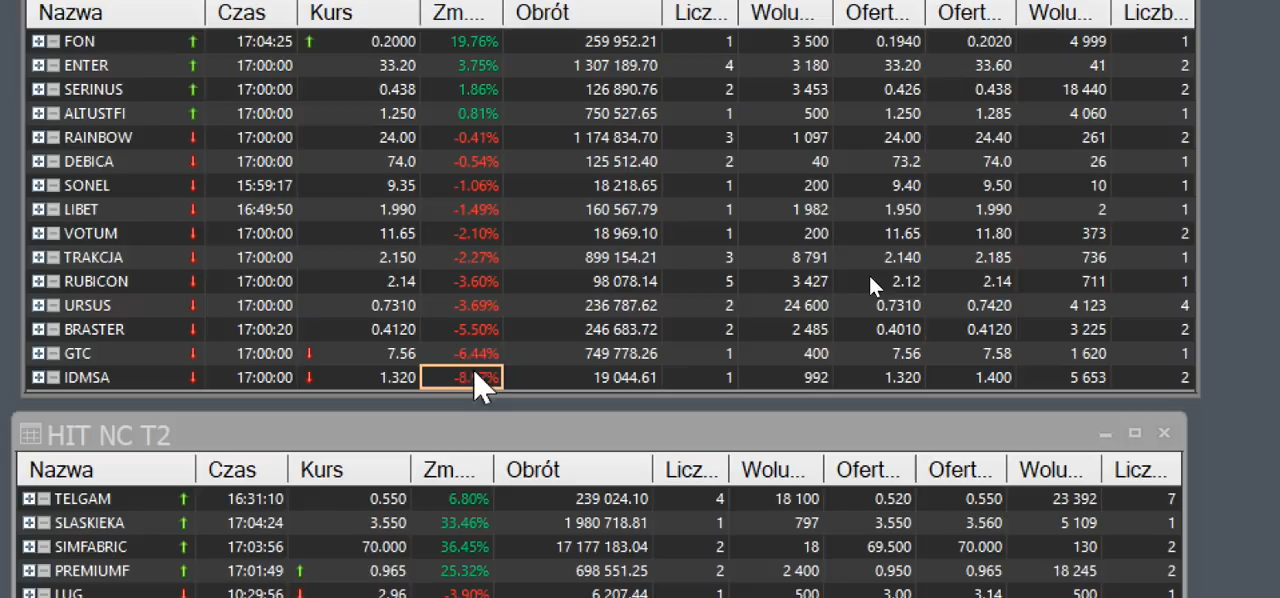 Nazwa Czas Kurs Zm.... Obrót Licz... Wolu... Ofert... Ofert... Wolu... Liczb...
FON 17:04:25 0.2000 19.76% 259 952.21 1 3 500 0.1940 0.2020 4 999 1
ENTER 17:00:00 33.20 3.75% 1 307 189.70 4 3 180 33.20 33.60 41 2
SERINUS 17:00:00 0.438 1.86% 126 890.76 2 3 453 0.426 0.438 18 440 2
ALTUSTFI 17:00:00 1.250 0.81% 750 527.65 1 500 1.250 1.285 4 060 1
RAINBOW 17:00:00 24.00 -0.41% 1 174 834.70 3 1 097 24.00 24.40 261 2
DEBICA 17:00:00 74.0 -0.54% 125 512.40 2 40 73.2 74.0 26 1
SONEL 15:59:17 9.35 -1.06% 18 218.65 1 200 9.40 9.50 10 1
LIBET 16:49:50 1.990 -1.49% 160 567.79 1 1 982 1.950 1.990 2 1
VOTUM 17:00:00 11.65 -2.10% 18 969.10 1 200 11.65 11.80 373 2
TRAKCJA 17:00:00 2.150 -2.27% 899 154.21 3 8 791 2.140 2.185 736 1
RUBICON 17:00:00 2.14 -3.60% 98 078.14 5 3 427 2.12 2.14 711 1
URSUS 17:00:00 0.7310 -3.69% 236 787.62 2 24 600 0.7310 0.7420 4 123 4
BRASTER 17:00:20 0.4120 -5.50% 246 683.72 2 2 485 0.4010 0.4120 3 225 2
GTC 17:00:00 7.56 -6.44% 749 778.26 1 400 7.56 7.58 1 620 1
IDMSA 17:00:00 1.320 19 044.61 1 992 1.320 1.400 5 653 2
HIT NC T2
Nazwa Czas Kurs Zm.... Obrót Licz... Wolu... Ofert... Ofert... Wolu... Licz...
TELGAM 16:31:10 0.550 6.80% 239 024.10 4 18 100 0.520 0.550 23 392 7
SLASKIEKA 17:04:24 3.550 33.46% 1 980 718.81 1 797 3.550 3.560 5 109 1
SIMFABRIC 17:03:56 70.000 36.45% 17 177 183.04 2 18 69.500 70.000 130 2
PREMIUMF 17:01:49 0.965 25.32% 698 551.25 2 2 400 0.950 0.965 18 245 2
LUG 10:29:56 2.96 -3.90% 6 207.44 1 500 3.00 3.14 500 1